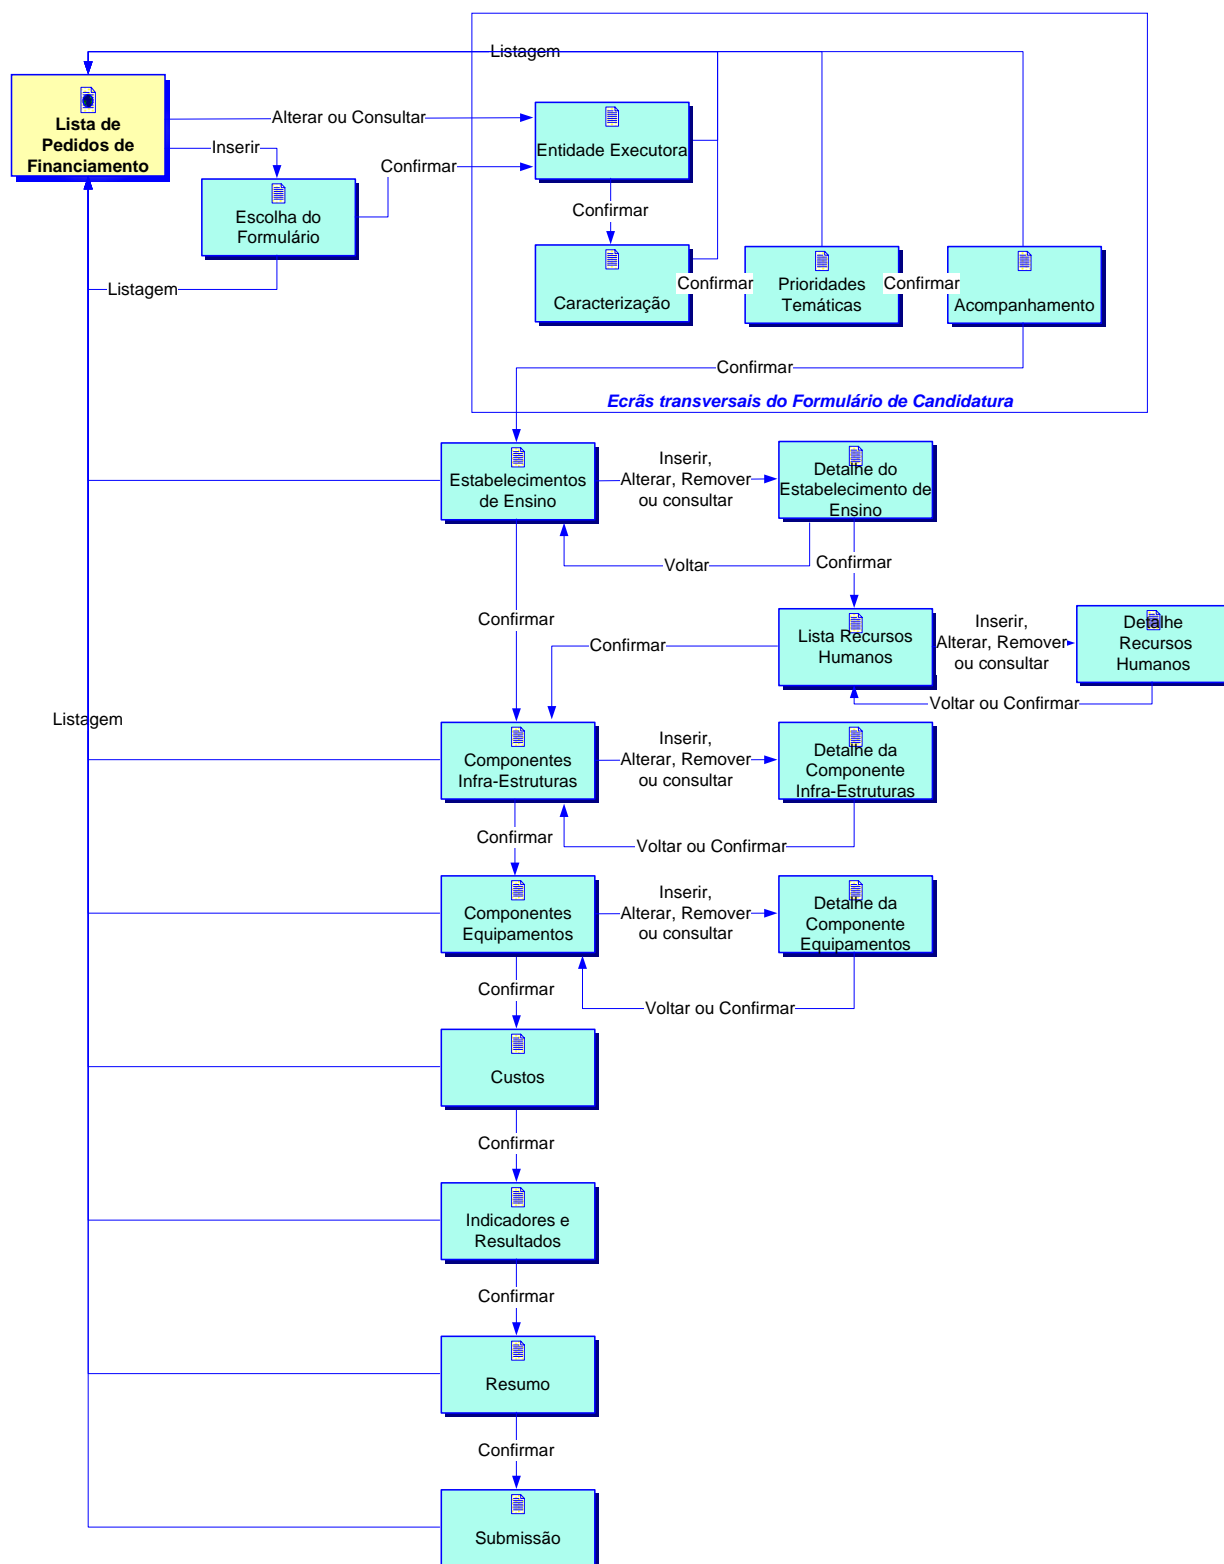 Listagem
Lista de
Pedidos de
Financiamento
Alterar ou Consultar
Inserir
Entidade Executora
Confirmar
Escolha do
Formulário
Confirmar
Listagem
Caracterização
Confirmar
Prioridades
Temáticas
Confirmar
Acompanhamento
Confirmar
Ecrãs transversais do Formulário de Candidatura
Estabelecimentos
de Ensino
Inserir,
Alterar, Remover
ou consultar
Detalhe do
Estabelecimento de
Ensino
Voltar
Confirmar
Confirmar
Confirmar
Lista Recursos
Humanos
Inserir,
Alterar, Remover
ou consultar
Detalhe
Recursos
Humanos
Voltar ou Confirmar
Listagem
Componentes
Infra-Estruturas
Inserir,
Alterar, Remover
ou consultar
Detalhe da
Componente
Infra-Estruturas
Confirmar
Voltar ou Confirmar
Componentes
Equipamentos
Inserir,
Alterar, Remover
ou consultar
Detalhe da
Componente
Equipamentos
Confirmar
Voltar ou Confirmar
Custos
Confirmar
Indicadores e
Resultados
Confirmar
Resumo
Confirmar
Submissão